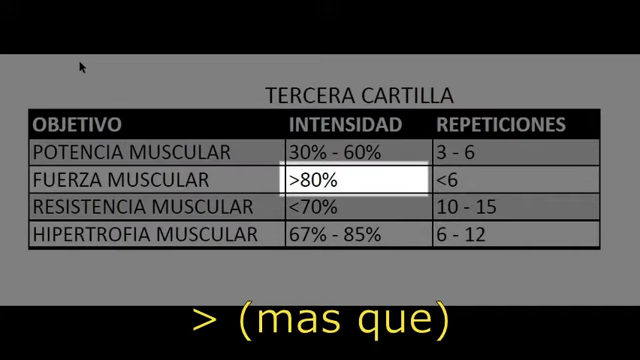 TERCERA CARTILLA
OBJETIVO INTENSIDAD REPETICIONES
POTENCIA MUSCULAR 30% - 60% 3 - 6
FUERZA MUSCULAR >80% <6
RESISTENCIA MUSCULAR <70% 10 - 15
HIPERTROFIA MUSCULAR 67% - 85% 6 - 12
> (mas que)